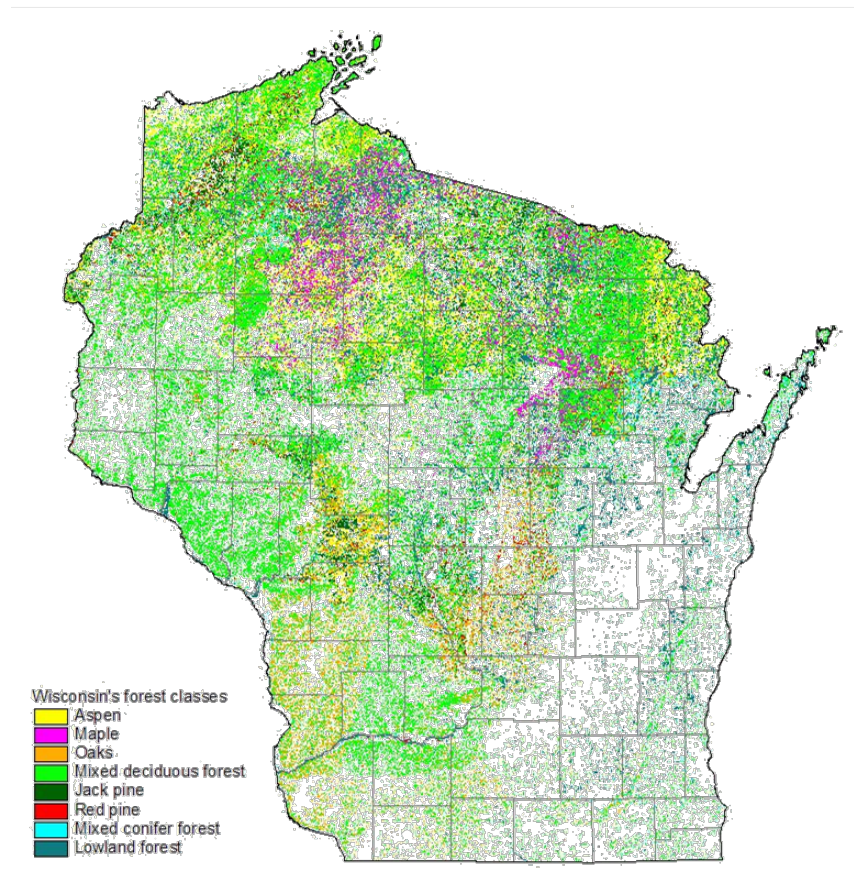 Wisconsin's forest classes
Aspen
Maple
Oaks
Mixed deciduous forest
Jack pine
Red pine
Mixed conifer forest
Lowland forest